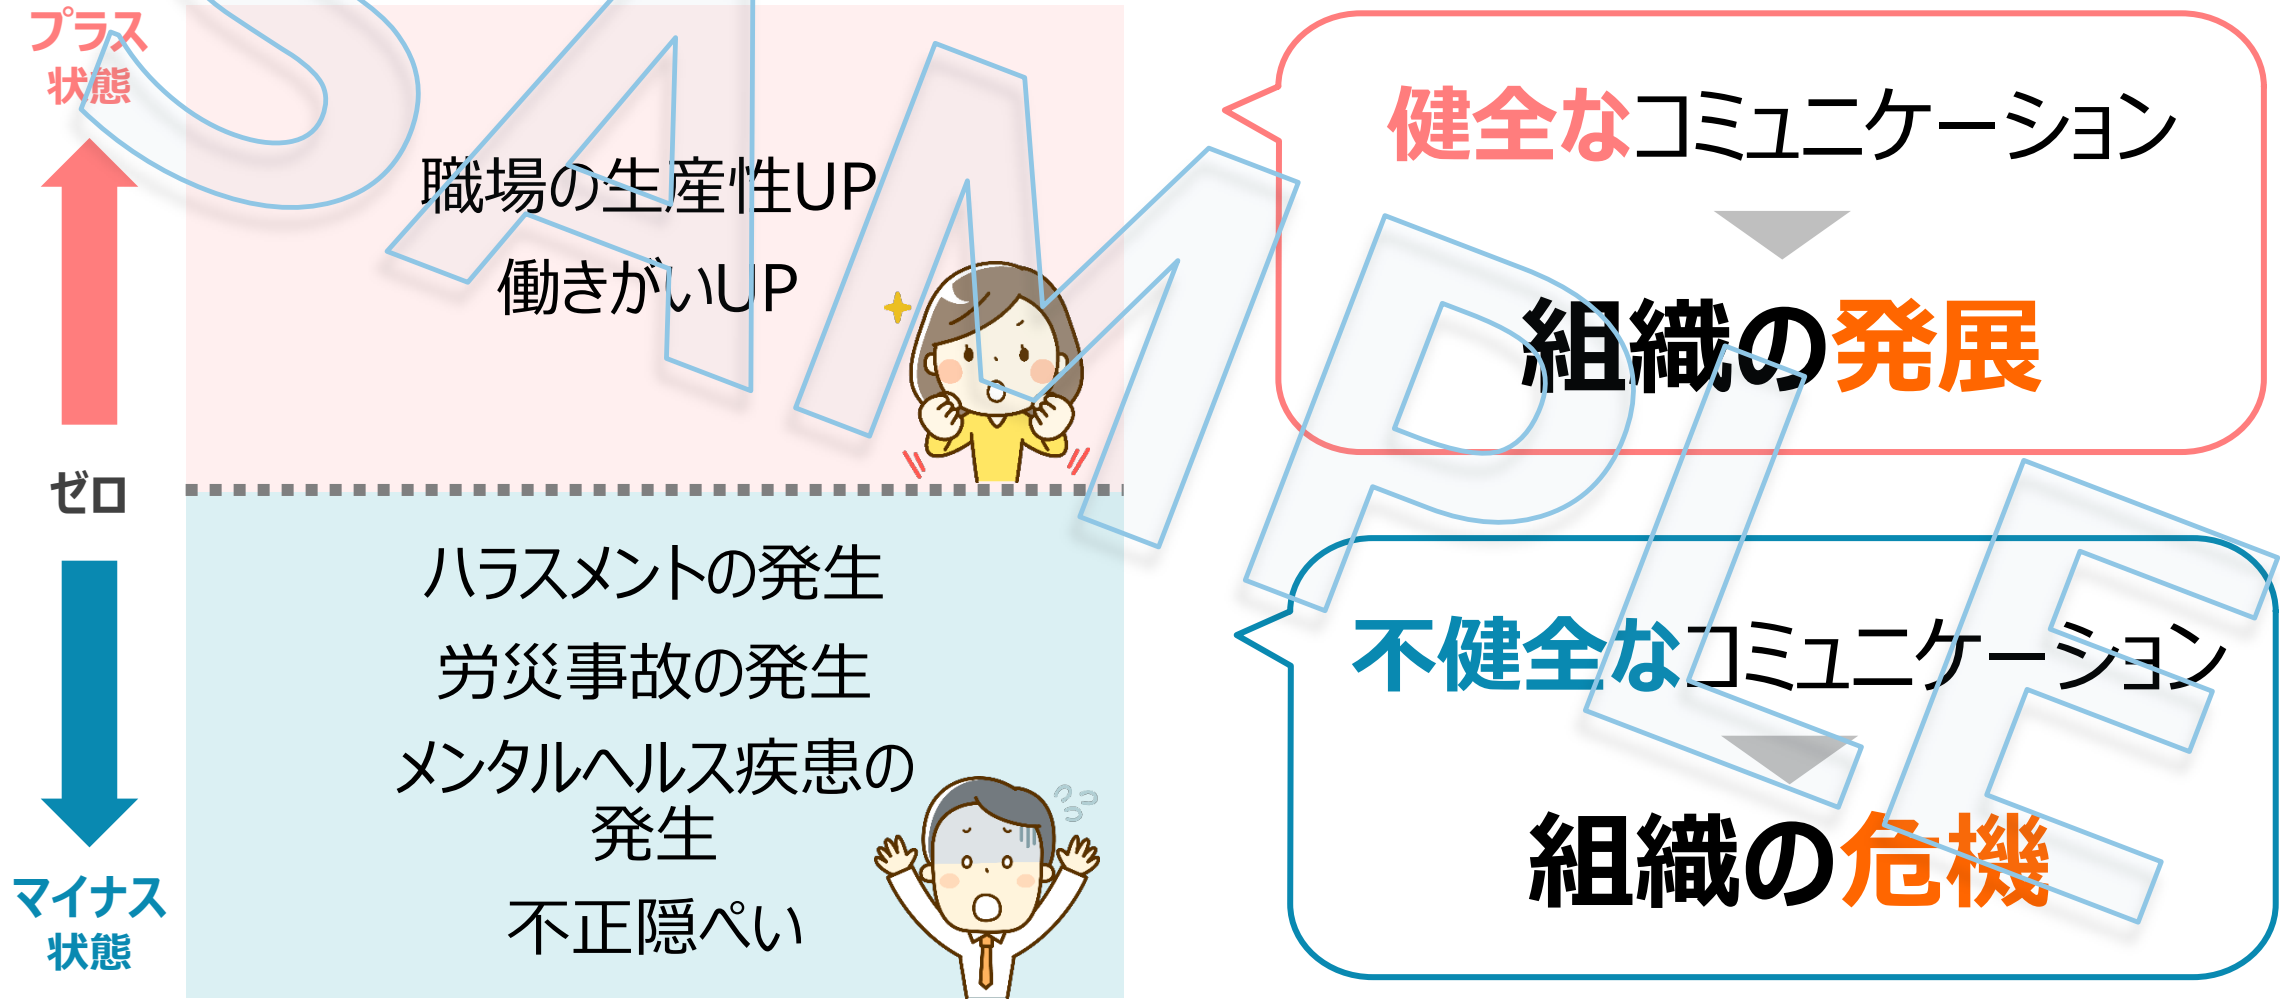 プラス
状態
職場の生産性UP
働きがいUP
ゼロ
ハラスメントの発生
労災事故の発生
メンタルヘルス疾患の
発生
不正隠ぺい
マイナス
状態
健全なコミュニケーション
組織の発展
不健全なコミュニケーション
組織の危機
SAMPLE